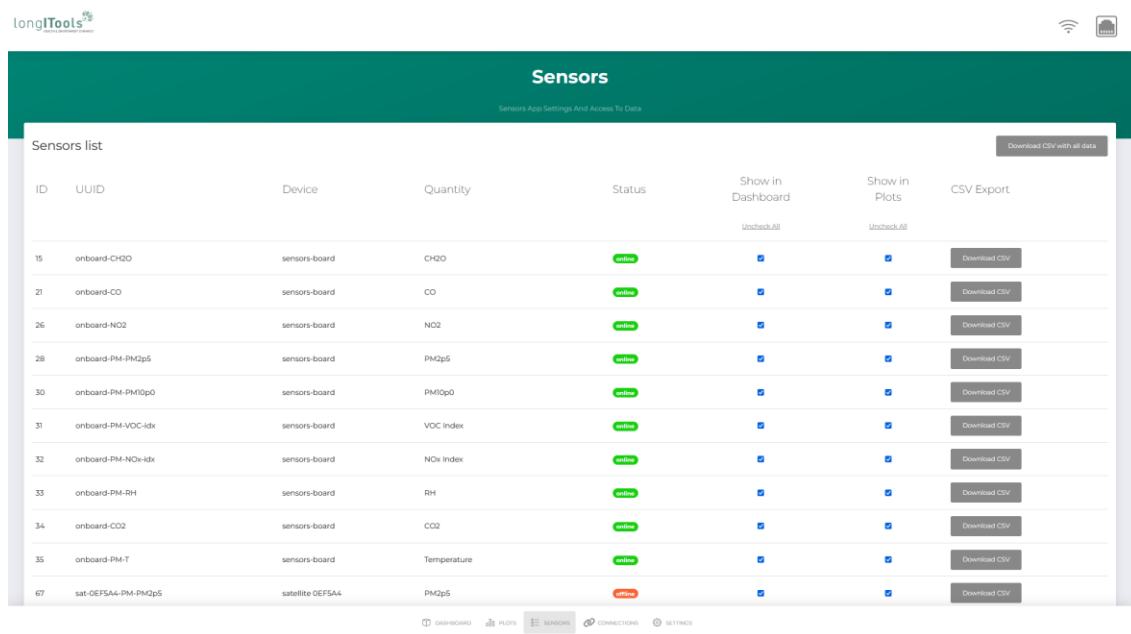 longITools
Sensors
Sensors App Settings And Access To Data
Sensors list
Download CSV with all data
ID UUID Device Quantity Status Show in Dashboard Show in Plots CSV Export
Uncheck All Uncheck All
15 onboard-CH2O sensors-board CH2O online Download CSV
21 onboard-CO sensors-board CO online Download CSV
26 onboard-NO2 sensors-board NO2 online Download CSV
28 onboard-PM-PM2p5 sensors-board PM2p5 online Download CSV
30 onboard-PM-PM10p0 sensors-board PM10p0 online Download CSV
31 onboard-PM-VOC-idx sensors-board VOC Index online Download CSV
32 onboard-PM-NOx-idx sensors-board NOx Index online Download CSV
33 onboard-PM-RH sensors-board RH online Download CSV
34 onboard-CO2 sensors-board CO2 online Download CSV
35 onboard-PM-T sensors-board Temperature online Download CSV
67 sat-0EF5A4-PM-PM2p5 satellite 0EF5A4 PM2p5 offline Download CSV
DASHBOARD PLOTS SENSORS CONNECTIONS SETTINGS